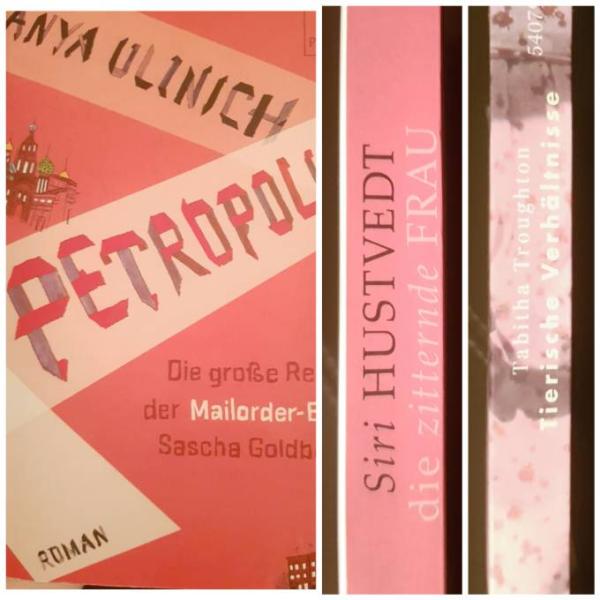 ANYA ULINICH
PETROPOL
Die große Re
der Mailorder-B
Sascha Goldb
ROMAN
Siri HUSTVEDT
die zitternde FRAU
Tabitha Troughton
Tierische Verhältnisse
5407